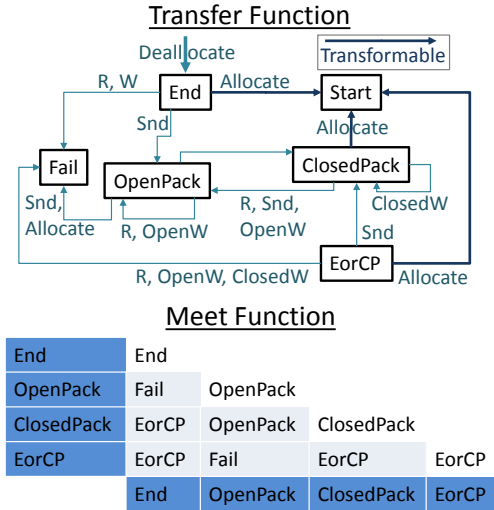 Transfer Function
Deallocate
Transformable
R, W
End
Allocate
Start
Snd
Allocate
Fail
OpenPack
ClosedPack
Snd,
Allocate
R, OpenW
R, Snd,
OpenW
ClosedW
Snd
R, OpenW, ClosedW
EorCP
Allocate
Meet Function
End End
OpenPack Fail OpenPack
ClosedPack EorCP OpenPack ClosedPack
EorCP EorCP Fail EorCP EorCP
End OpenPack ClosedPack EorCP